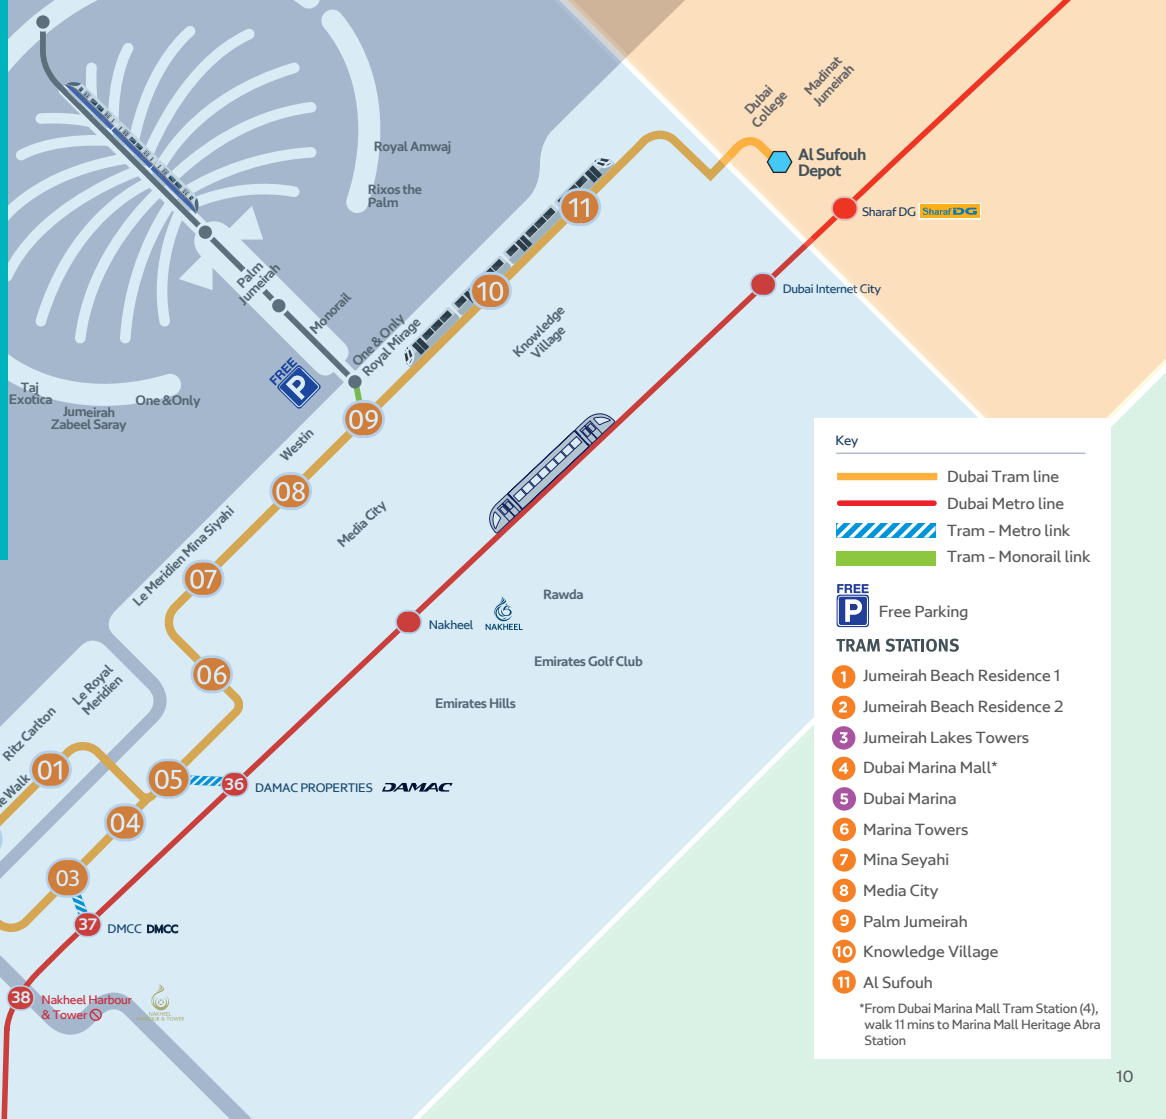 Dubai
College
Madinat
Jumeirah
Al Sufouh
Depot
Royal Amwaj
Rixos the
Palm
11
Sharaf DG Sharaf DG
Dubai Internet City
Palm
Jumeirah
Monorail
10
One & Only
Royal Mirage
Knowledge
Village
FREE
P
Taj
Exotica
Jumeirah
Zabeel Saray
One &Only
09
Westin
08
Media City
Le Meridien Mina Siyahi
07
Rawda
Nakheel NAKHEEL
Emirates Golf Club
Emirates Hills
06
Le Royal
Meridien
Ritz Carlton
Walk
01
05
36 DAMAC PROPERTIES DAMAC
04
03
37 DMCC DMCC
38 Nakheel Harbour
& Tower
NAKHEEL
HARBOUR & TOWER
Key
Dubai Tram line
Dubai Metro line
Tram - Metro link
Tram - Monorail link
FREE
P Free Parking
TRAM STATIONS
1 Jumeirah Beach Residence 1
2 Jumeirah Beach Residence 2
3 Jumeirah Lakes Towers
4 Dubai Marina Mall*
5 Dubai Marina
6 Marina Towers
7 Mina Seyahi
8 Media City
9 Palm Jumeirah
10 Knowledge Village
11 Al Sufouh
*From Dubai Marina Mall Tram Station (4),
walk 11 mins to Marina Mall Heritage Abra
Station
10